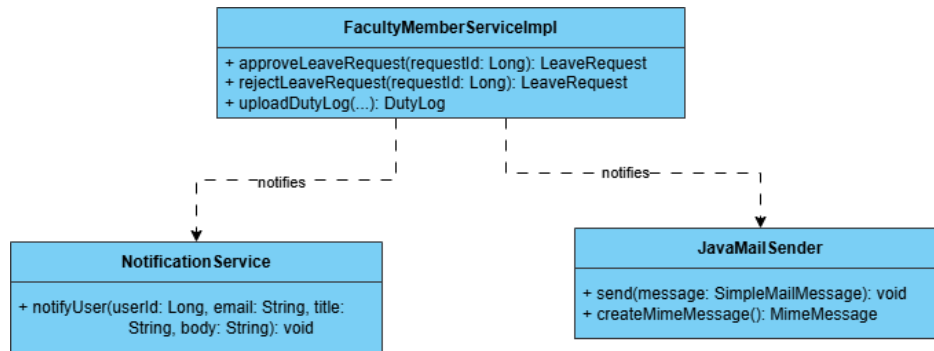 FacultyMemberServiceImpl
+ approveLeaveRequest(requestId: Long): LeaveRequest
+ rejectLeaveRequest(requestId: Long): LeaveRequest
+ uploadDutyLog(...): DutyLog
notifies
notifies
NotificationService
+ notifyUser(userId: Long, email: String, title:
String, body: String): void
JavaMailSender
+ send(message: SimpleMailMessage): void
+ createMimeMessage(): MimeMessage